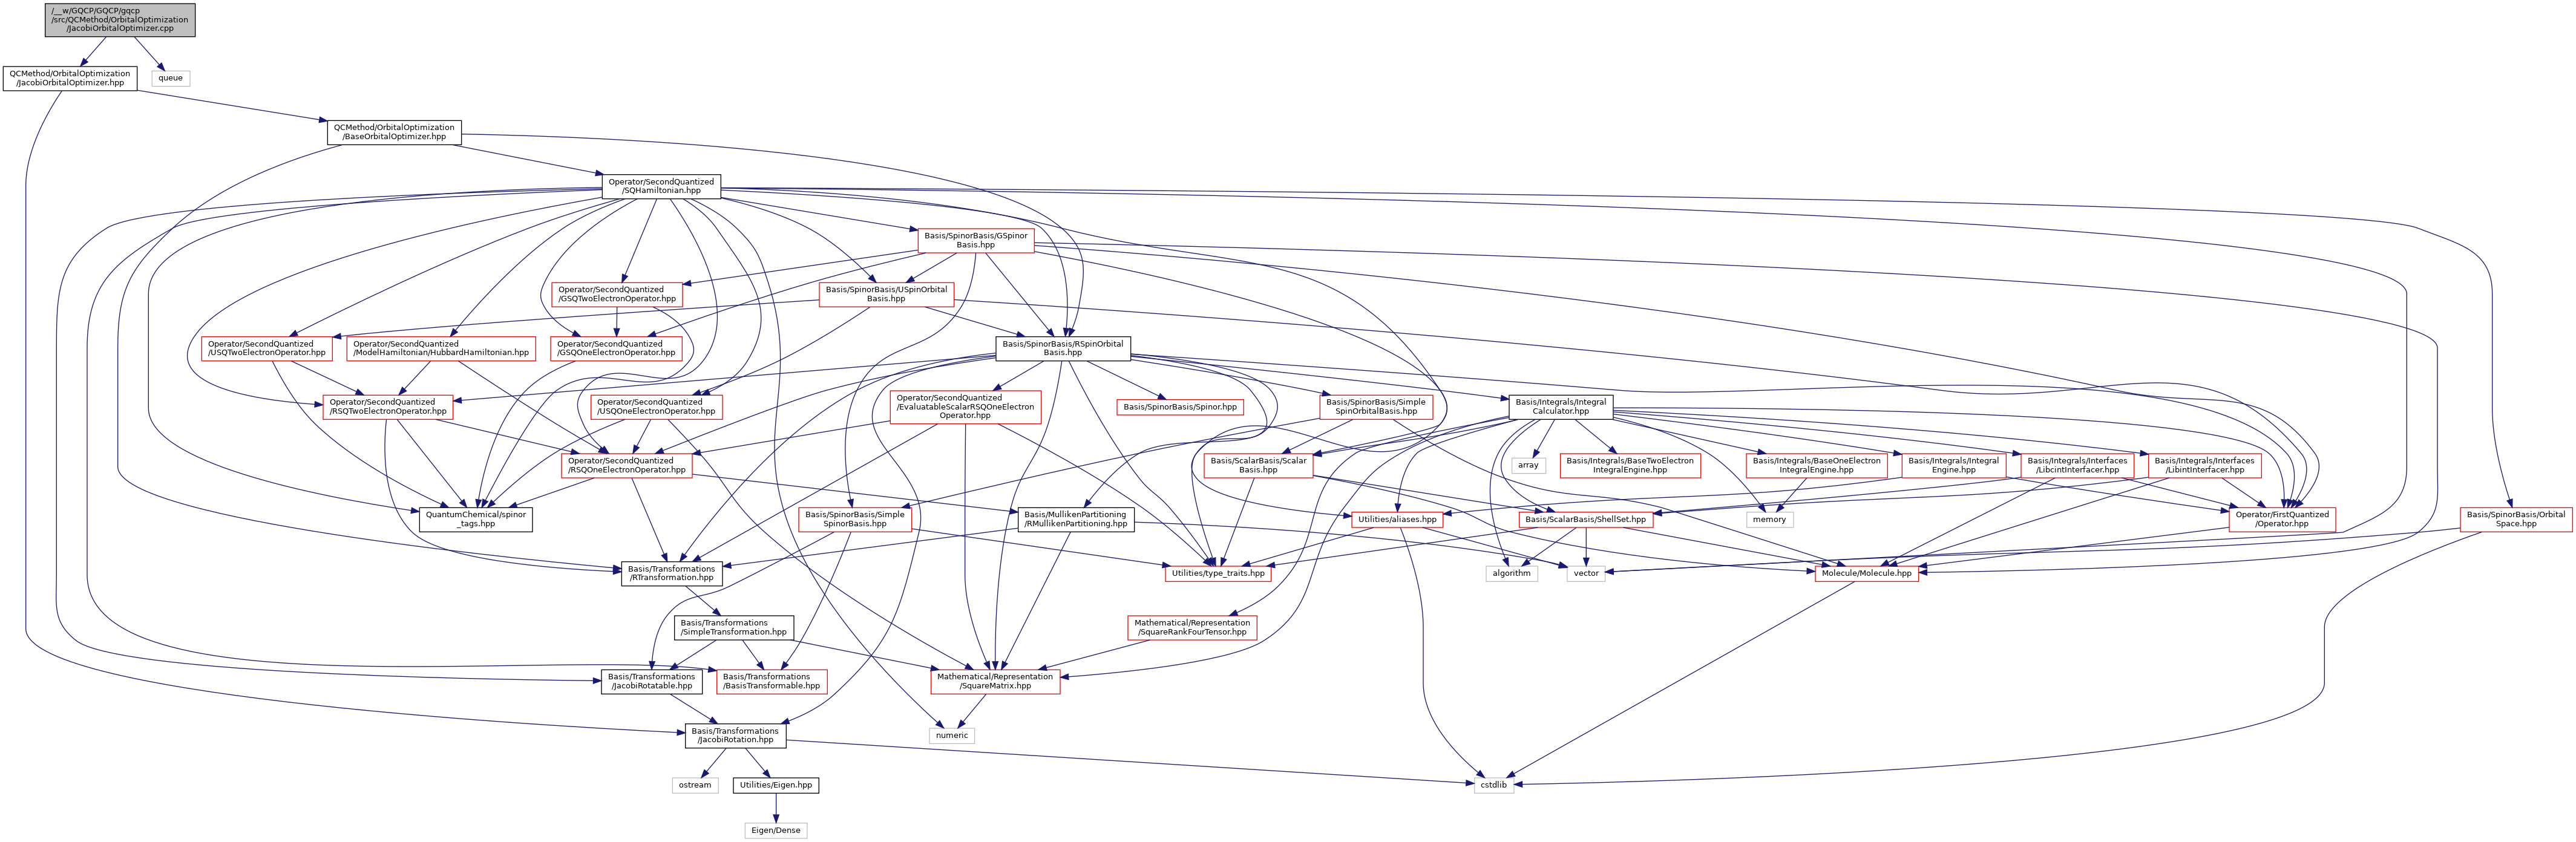 /__w/GQCP/GQCP/gqcp
/src/QCMethod/OrbitalOptimization
/JacobiOrbitalOptimizer.cpp
QCMethod/OrbitalOptimization
/JacobiOrbitalOptimizer.hpp
queue
QCMethod/OrbitalOptimization
/BaseOrbitalOptimizer.hpp
Operator/SecondQuantized
/SQHamiltonian.hpp
Basis/SpinorBasis/GSpinor
Basis.hpp
Operator/SecondQuantized
/GSQTwoElectronOperator.hpp
Basis/SpinorBasis/USpinOrbital
Basis.hpp
Operator/SecondQuantized
/USQTwoElectronOperator.hpp
Operator/SecondQuantized
/ModelHamiltonian/HubbardHamiltonian.hpp
Operator/SecondQuantized
/GSQOneElectronOperator.hpp
Basis/SpinorBasis/RSpinOrbital
Basis.hpp
Operator/SecondQuantized
/RSQTwoElectronOperator.hpp
Operator/SecondQuantized
/USQOneElectronOperator.hpp
Operator/SecondQuantized
/EvaluatableScalarRSQOneElectron
Operator.hpp
Basis/SpinorBasis/Spinor.hpp
Basis/SpinorBasis/Simple
SpinOrbitalBasis.hpp
Basis/Integrals/Integral
Calculator.hpp
Operator/SecondQuantized
/RSQOneElectronOperator.hpp
Basis/ScalarBasis/Scalar
Basis.hpp
array
Basis/Integrals/BaseTwoElectron
IntegralEngine.hpp
Basis/Integrals/BaseOneElectron
IntegralEngine.hpp
Basis/Integrals/Integral
Engine.hpp
Basis/Integrals/Interfaces
/LibcintInterfacer.hpp
Basis/Integrals/Interfaces
/LibintInterfacer.hpp
QuantumChemical/spinor
_tags.hpp
Basis/SpinorBasis/Simple
SpinorBasis.hpp
Basis/MullikenPartitioning
/RMullikenPartitioning.hpp
Utilities/aliases.hpp
Basis/ScalarBasis/ShellSet.hpp
memory
Operator/FirstQuantized
/Operator.hpp
Basis/SpinorBasis/Orbital
Space.hpp
Basis/Transformations
/RTransformation.hpp
Utilities/type_traits.hpp
algorithm
vector
Molecule/Molecule.hpp
Basis/Transformations
/SimpleTransformation.hpp
Mathematical/Representation
/SquareRankFourTensor.hpp
Basis/Transformations
/JacobiRotatable.hpp
Basis/Transformations
/BasisTransformable.hpp
Mathematical/Representation
/SquareMatrix.hpp
Basis/Transformations
/JacobiRotation.hpp
numeric
ostream
Utilities/Eigen.hpp
cstdlib
Eigen/Dense